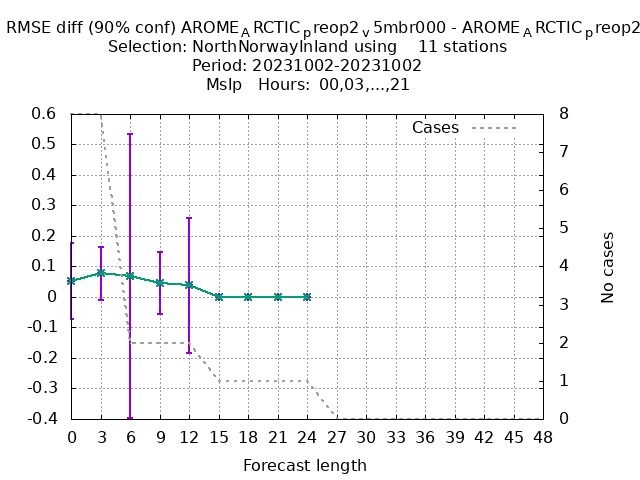 RMSE diff (90% conf) AROME_ARCTIC_preop2_v5mbr000 - AROME_ARCTIC_preop2
Selection: NorthNorwayInland using    11 stations
Period: 20231002-20231002
Mslp   Hours:  00,03,...,21
0.6
0.5
0.4
0.3
0.2
0.1
0
-0.1
-0.2
-0.3
-0.4
Cases
8
7
6
5
4
3
2
1
0
No cases
0 3 6 9 12 15 18 21 24 27 30 33 36 39 42 45 48
Forecast length